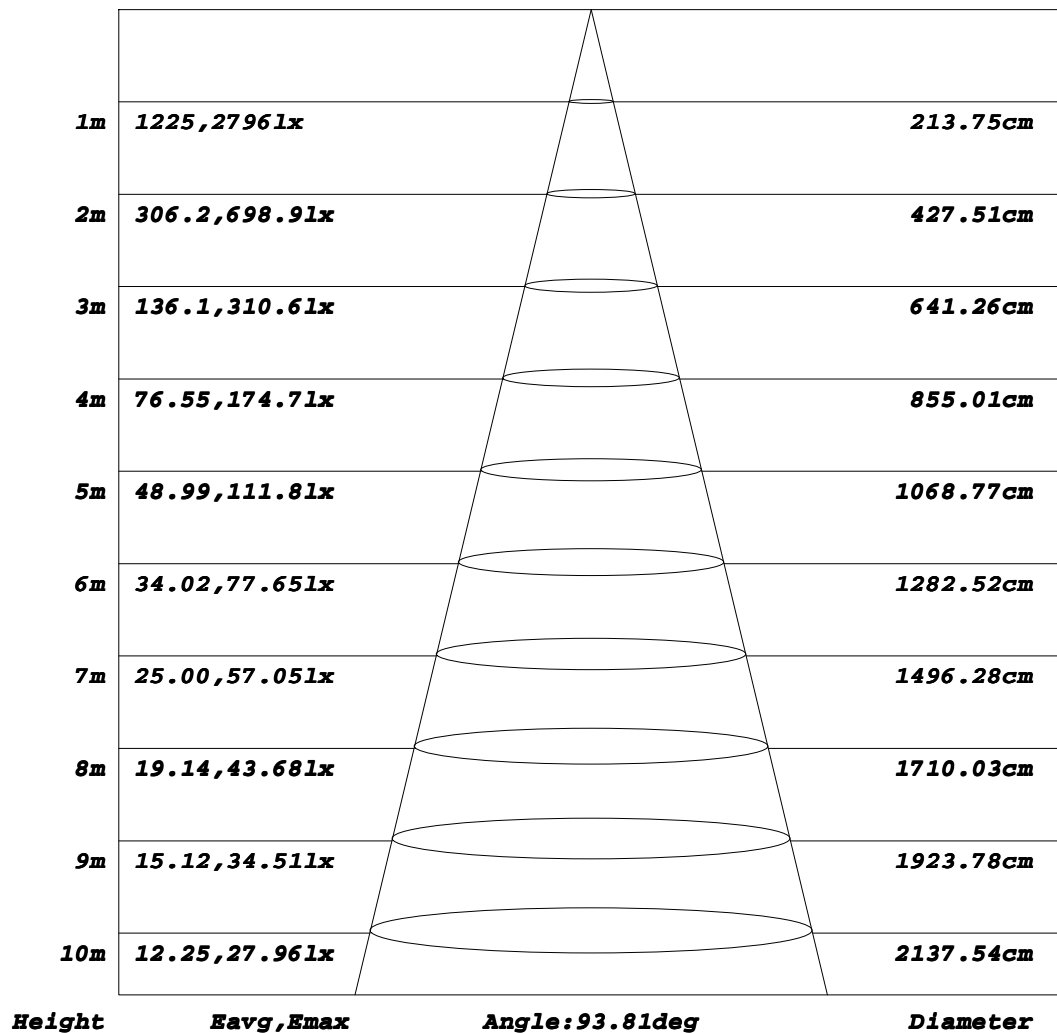 1m 1225,2796lx 213.75cm
2m 306.2,698.9lx 427.51cm
3m 136.1,310.6lx 641.26cm
4m 76.55,174.7lx 855.01cm
5m 48.99,111.8lx 1068.77cm
6m 34.02,77.65lx 1282.52cm
7m 25.00,57.05lx 1496.28cm
8m 19.14,43.68lx 1710.03cm
9m 15.12,34.51lx 1923.78cm
10m 12.25,27.96lx 2137.54cm
Height Eavg,Emax Angle:93.81deg Diameter